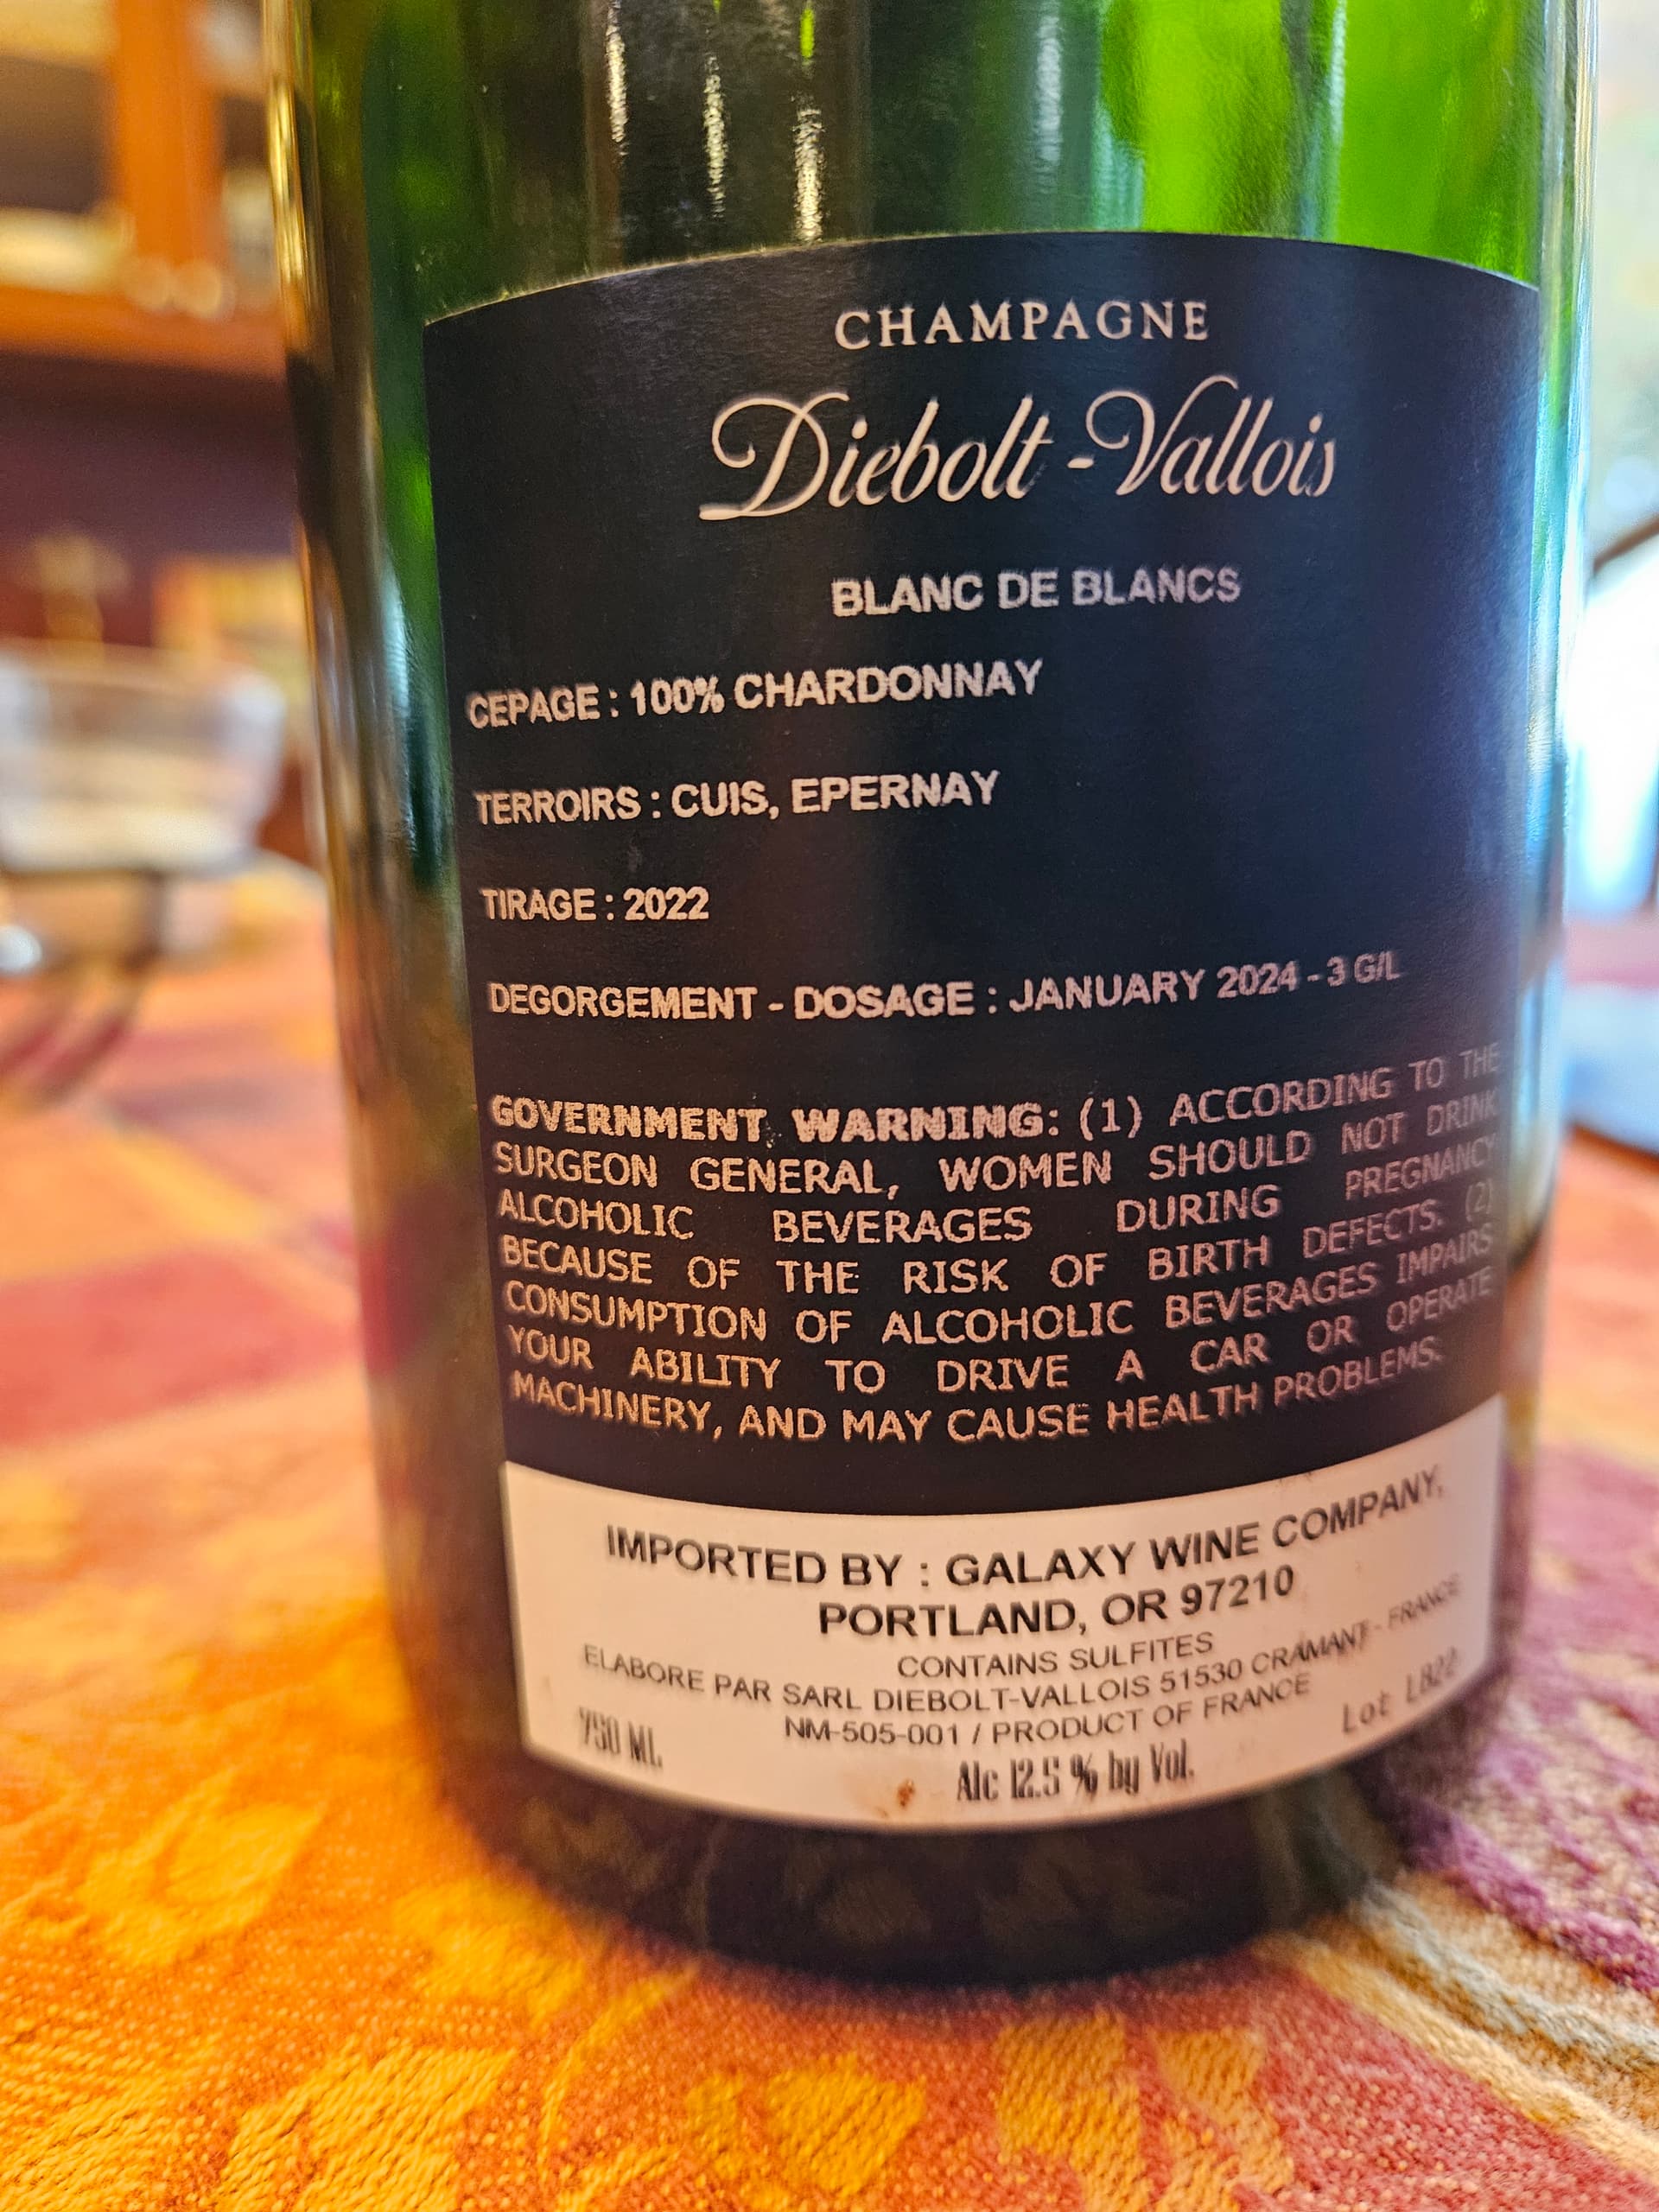 CHAMPAGNE
Diebolt-Vallois
BLANC DE BLANCS
CEPAGE : 100% CHARDONNAY
TERROIRS : CUIS, EPERNAY
TIRAGE : 2022
DEGORGEMENT - DOSAGE : JANUARY 2024 - 3 G/L
GOVERNMENT WARNING: (1) ACCORDING TO THE
SURGEON GENERAL, WOMEN SHOULD NOT DRINK
ALCOHOLIC BEVERAGES DURING PREGNANCY
BECAUSE OF THE RISK OF BIRTH DEFECTS. (2)
CONSUMPTION OF ALCOHOLIC BEVERAGES IMPAIRS
YOUR ABILITY TO DRIVE A CAR OR OPERATE
MACHINERY, AND MAY CAUSE HEALTH PROBLEMS.
IMPORTED BY : GALAXY WINE COMPANY,
PORTLAND, OR 97210
CONTAINS SULFITES
ELABORE PAR SARL DIEBOLT-VALLOIS 51530 CRAMANT - FRANCE
NM-505-001 / PRODUCT OF FRANCE
750 ML
Alc 12.5 % by Vol.
Lot LB22